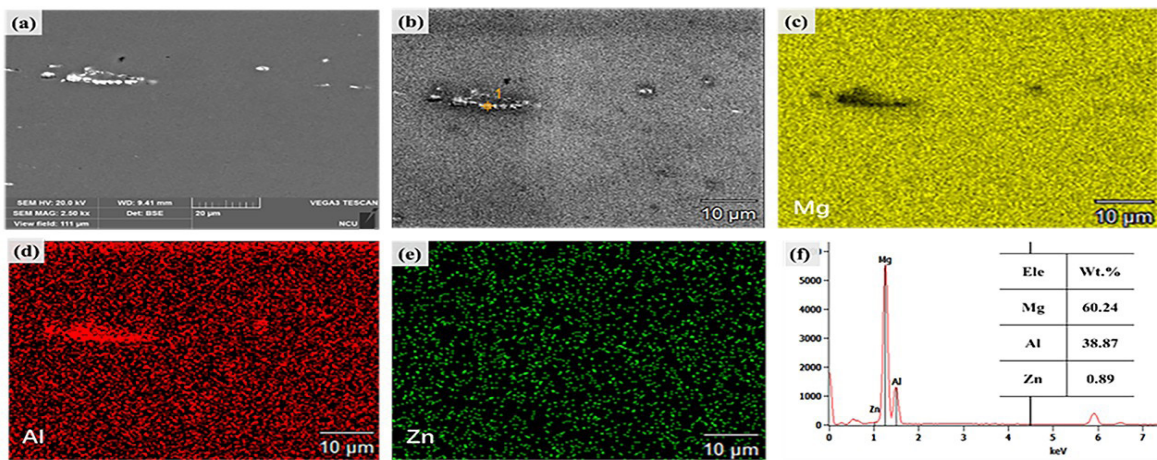 (a)
SEM HV: 20.0 kV WD: 9.41 mm VEGA3 TESCAN
SEM MAG: 2.50 kx Det: BSE 20 µm
View field: 111 µm NCU
(b)
1
10 µm
(c)
Mg
10 µm
(d)
Al
10 µm
(e)
Zn
10 µm
(f)
5000
4000
3000
2000
1000
0
Mg
Al
Zn
0 1 2 3 4 5 6 7
keV
Ele Wt.%
Mg 60.24
Al 38.87
Zn 0.89